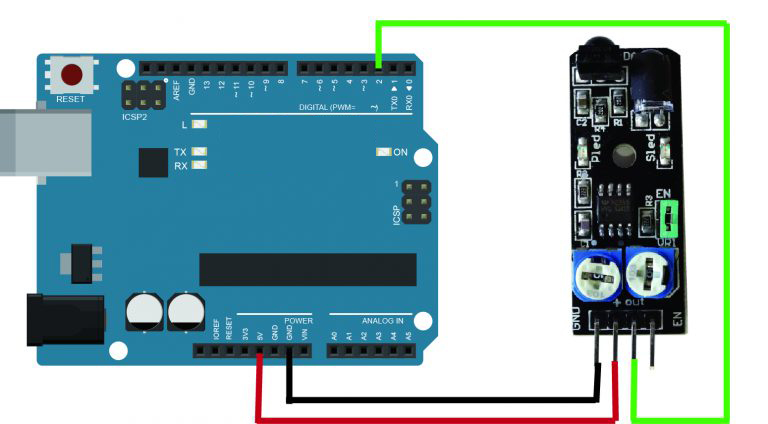 RESET
ICSP2
AREF
GND
13
12
~11
~10
~9
8
7
~6
~5
4
~3
2
TX0 ▶ 1
RX0 ◀ 0
DIGITAL (PWM=
L
TX
RX
ON
1
ICSP
IOREF
RESET
3V3
5V
GND
GND
VIN
POWER
ANALOG IN
A0
A1
A2
A3
A4
A5
C2
R4
R1
Pled
Sled
R3
EN
VR1
GND
+ out
EN